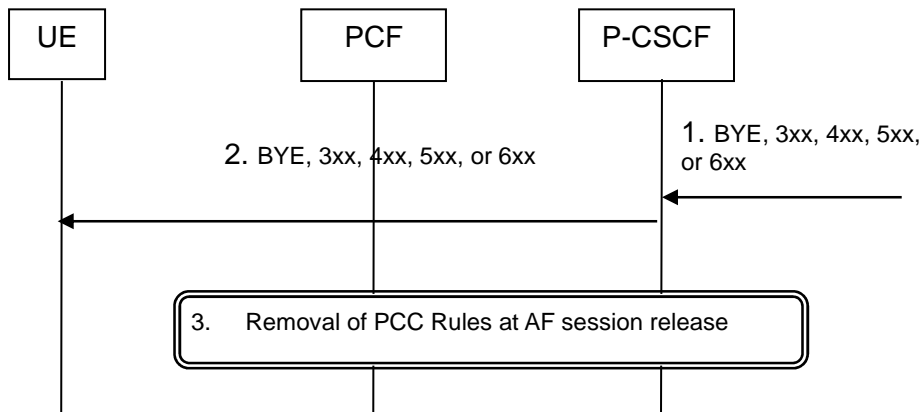 UE
PCF
P-CSCF
1. BYE, 3xx, 4xx, 5xx,
or 6xx
2. BYE, 3xx, 4xx, 5xx, or 6xx
3. Removal of PCC Rules at AF session release